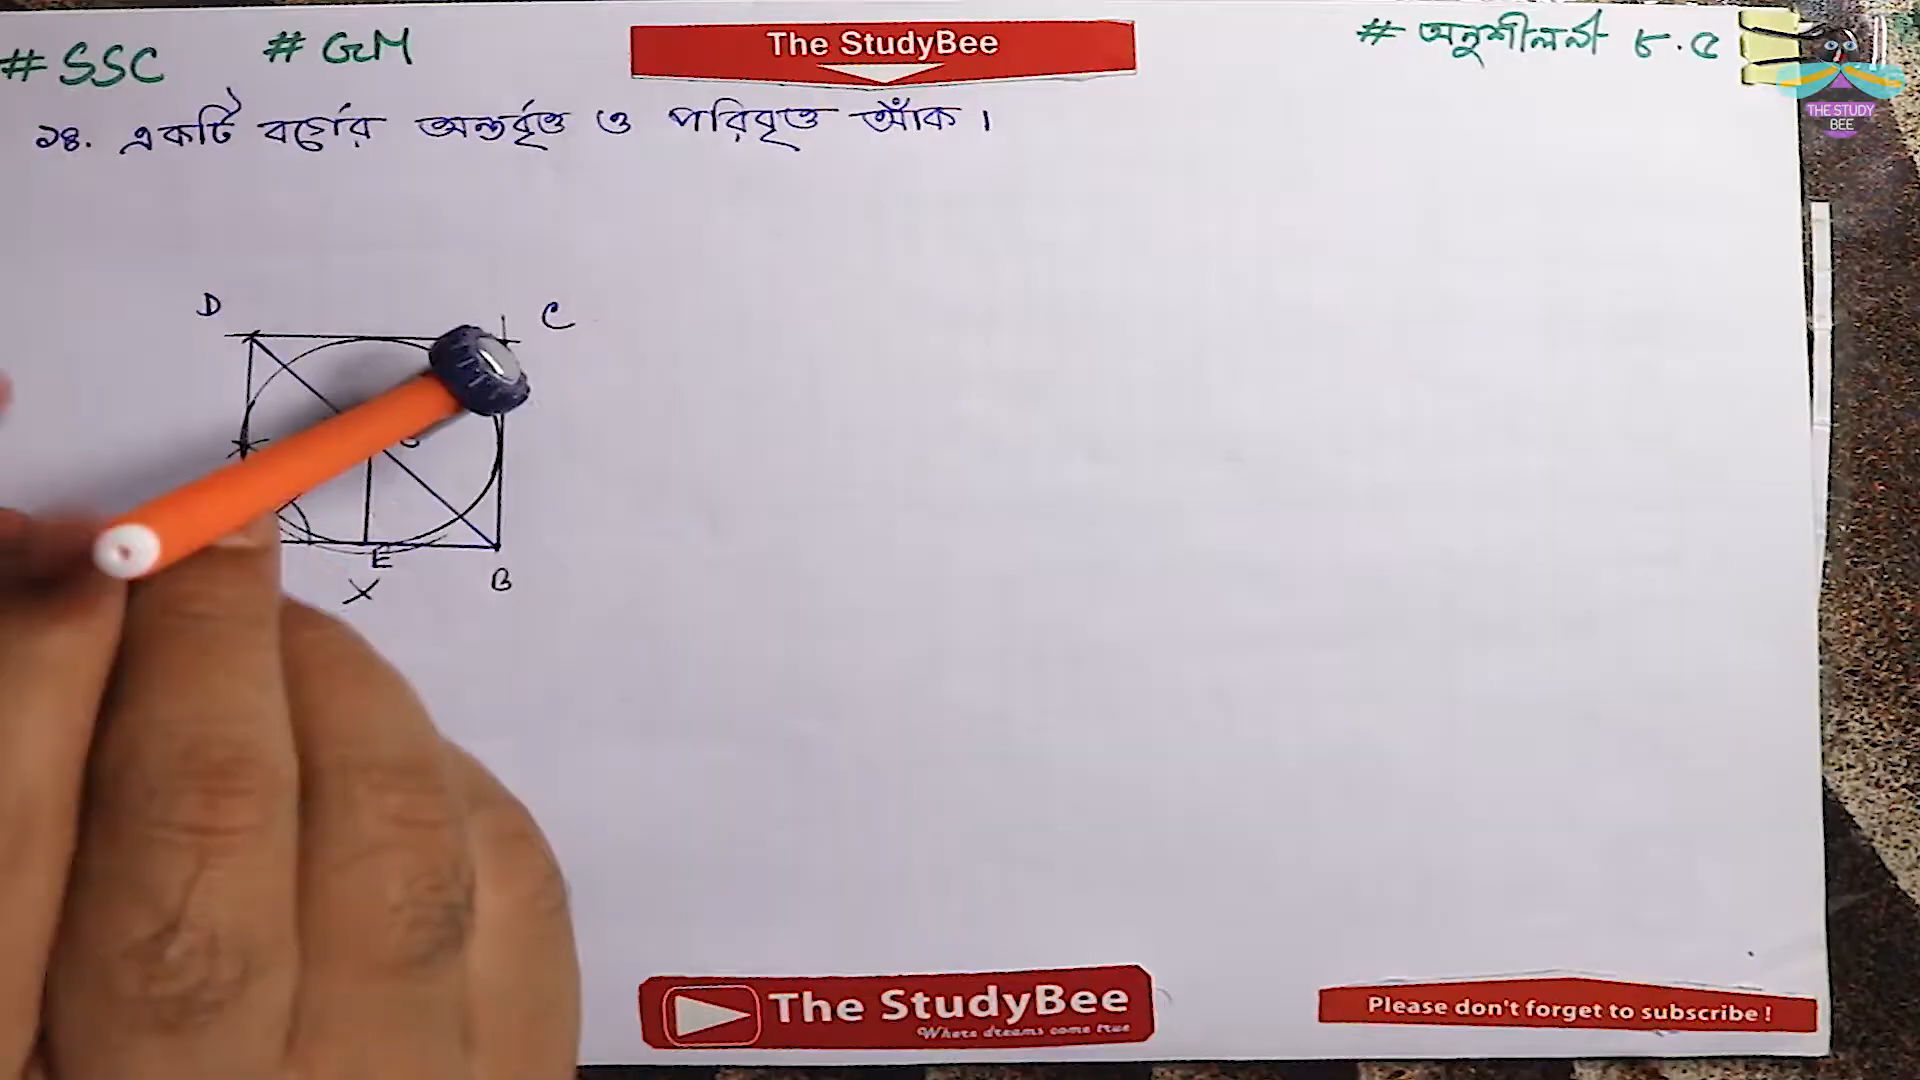 # SSC # GM
The StudyBee
# অনুশীলনী ৮.৫
THE STUDY
BEE
১৪. একটি বর্গের অন্তর্বৃত্ত ও পরিবৃত্ত আঁক।
D
C
E
B
X
The StudyBee
Where dreams come true
Please don't forget to subscribe !